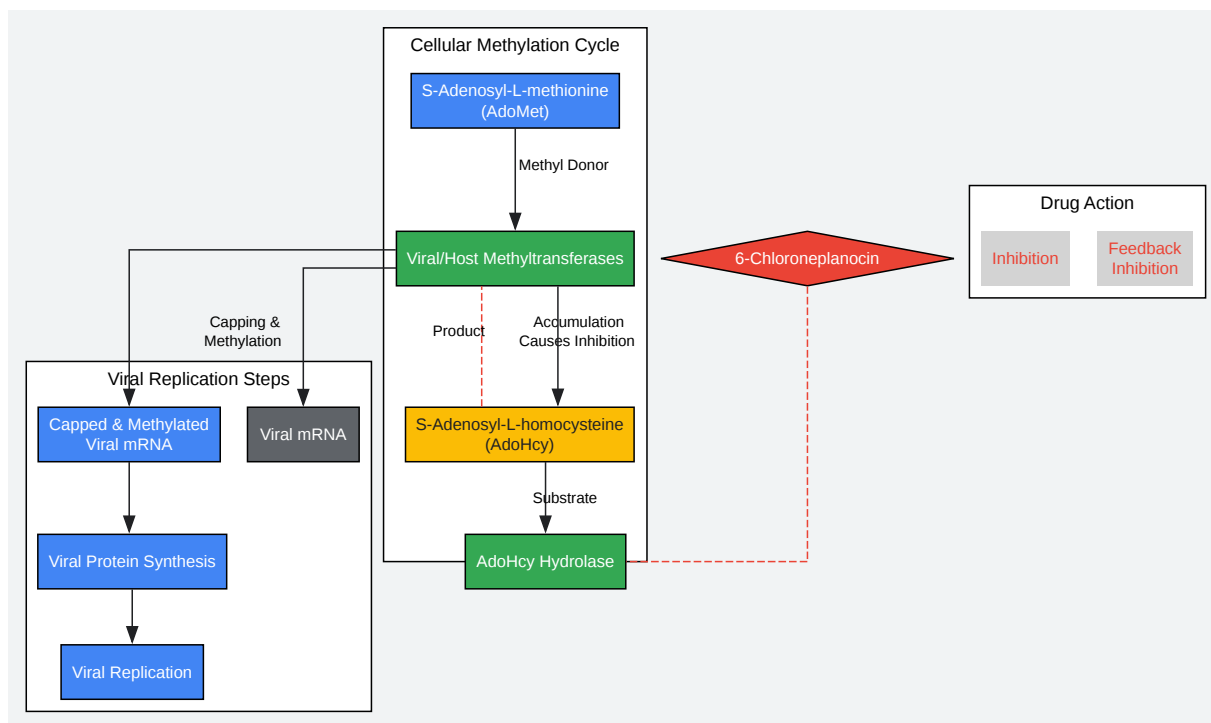 Cellular Methylation Cycle
S-Adenosyl-L-methionine
(AdoMet)
Methyl Donor
Viral/Host Methyltransferases
6-Chloroneplanocin
Drug Action
Inhibition
Feedback
Inhibition
Capping &
Methylation
Product
Accumulation
Causes Inhibition
Viral Replication Steps
Capped & Methylated
Viral mRNA
Viral mRNA
S-Adenosyl-L-homocysteine
(AdoHcy)
Substrate
Viral Protein Synthesis
AdoHcy Hydrolase
Viral Replication